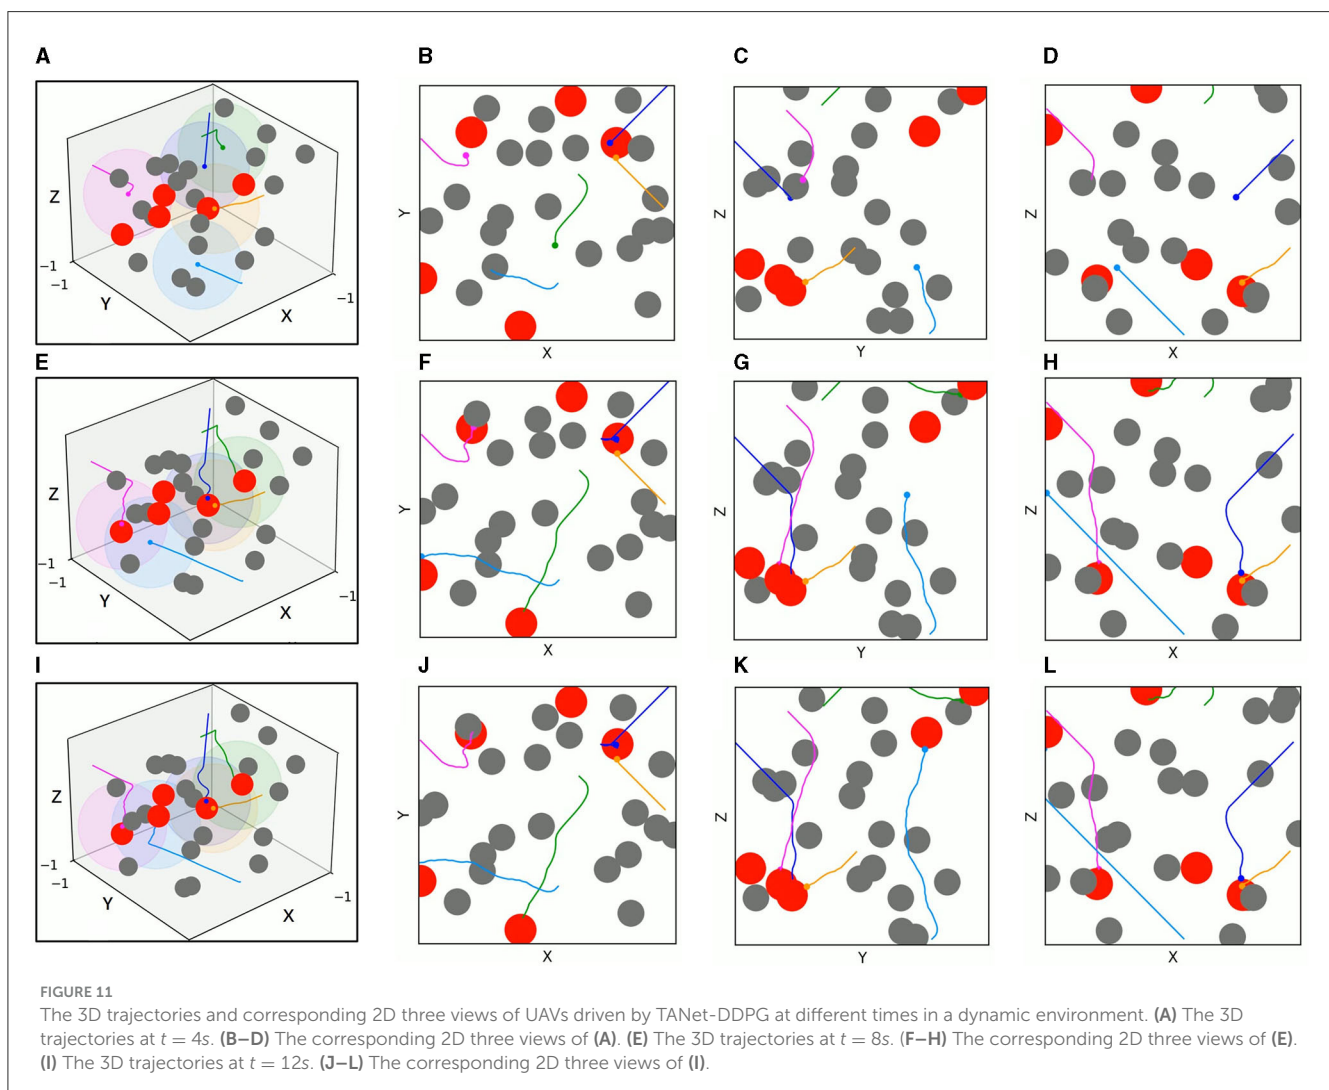 A
B
C
D
Z
−1
−1
Y
X
−1
Y
X
Z
Y
Z
X
E
F
G
H
Z
−1
−1
Y
X
−1
Y
X
Z
Y
Z
X
I
J
K
L
Z
−1
−1
Y
X
−1
Y
X
Z
Y
Z
X
FIGURE 11
The 3D trajectories and corresponding 2D three views of UAVs driven by TANet-DDPG at different times in a dynamic environment. (A) The 3D
trajectories at t = 4s. (B–D) The corresponding 2D three views of (A). (E) The 3D trajectories at t = 8s. (F–H) The corresponding 2D three views of (E).
(I) The 3D trajectories at t = 12s. (J–L) The corresponding 2D three views of (I).